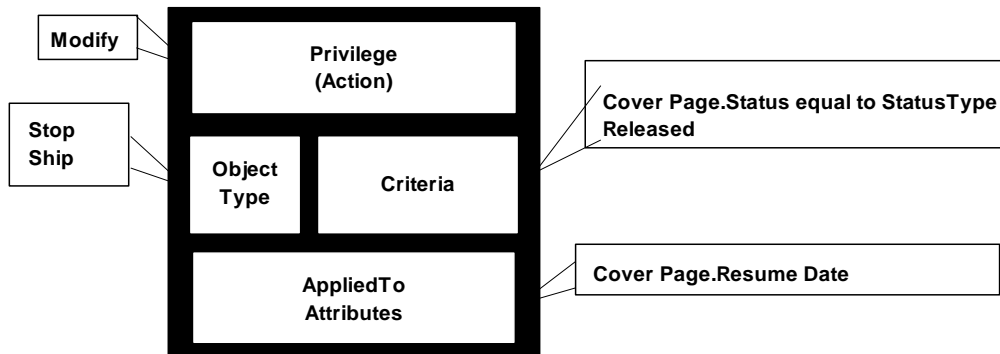 Modify
Privilege
(Action)
Cover Page.Status equal to StatusType
Released
Stop
Ship
Object
Type
Criteria
AppliedTo
Attributes
Cover Page.Resume Date